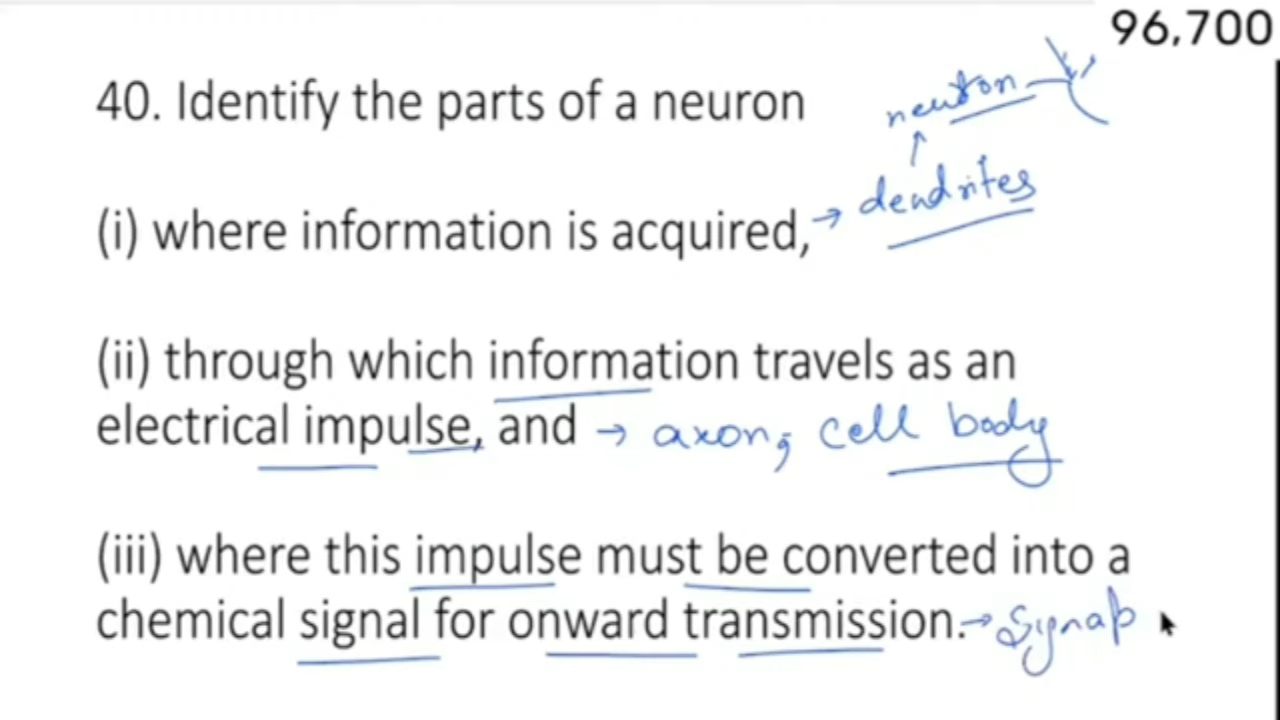 96,700
40. Identify the parts of a neuron
neuron
dendrites
(i) where information is acquired, →
(ii) through which information travels as an
electrical impulse, and → axon; cell body
(iii) where this impulse must be converted into a
chemical signal for onward transmission. → Synap